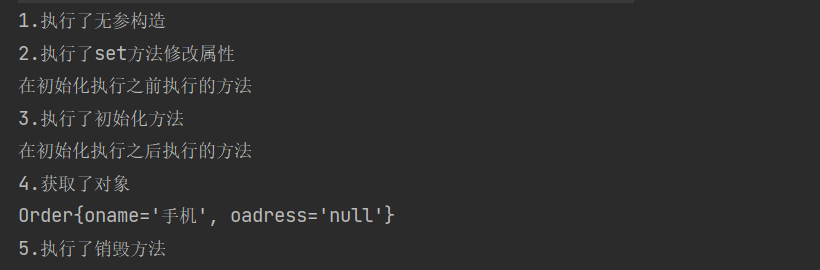 1.执行了无参构造
2.执行了set方法修改属性
在初始化执行之前执行的方法
3.执行了初始化方法
在初始化执行之后执行的方法
4.获取了对象
Order{oname='手机', oadress='null'}
5.执行了销毁方法